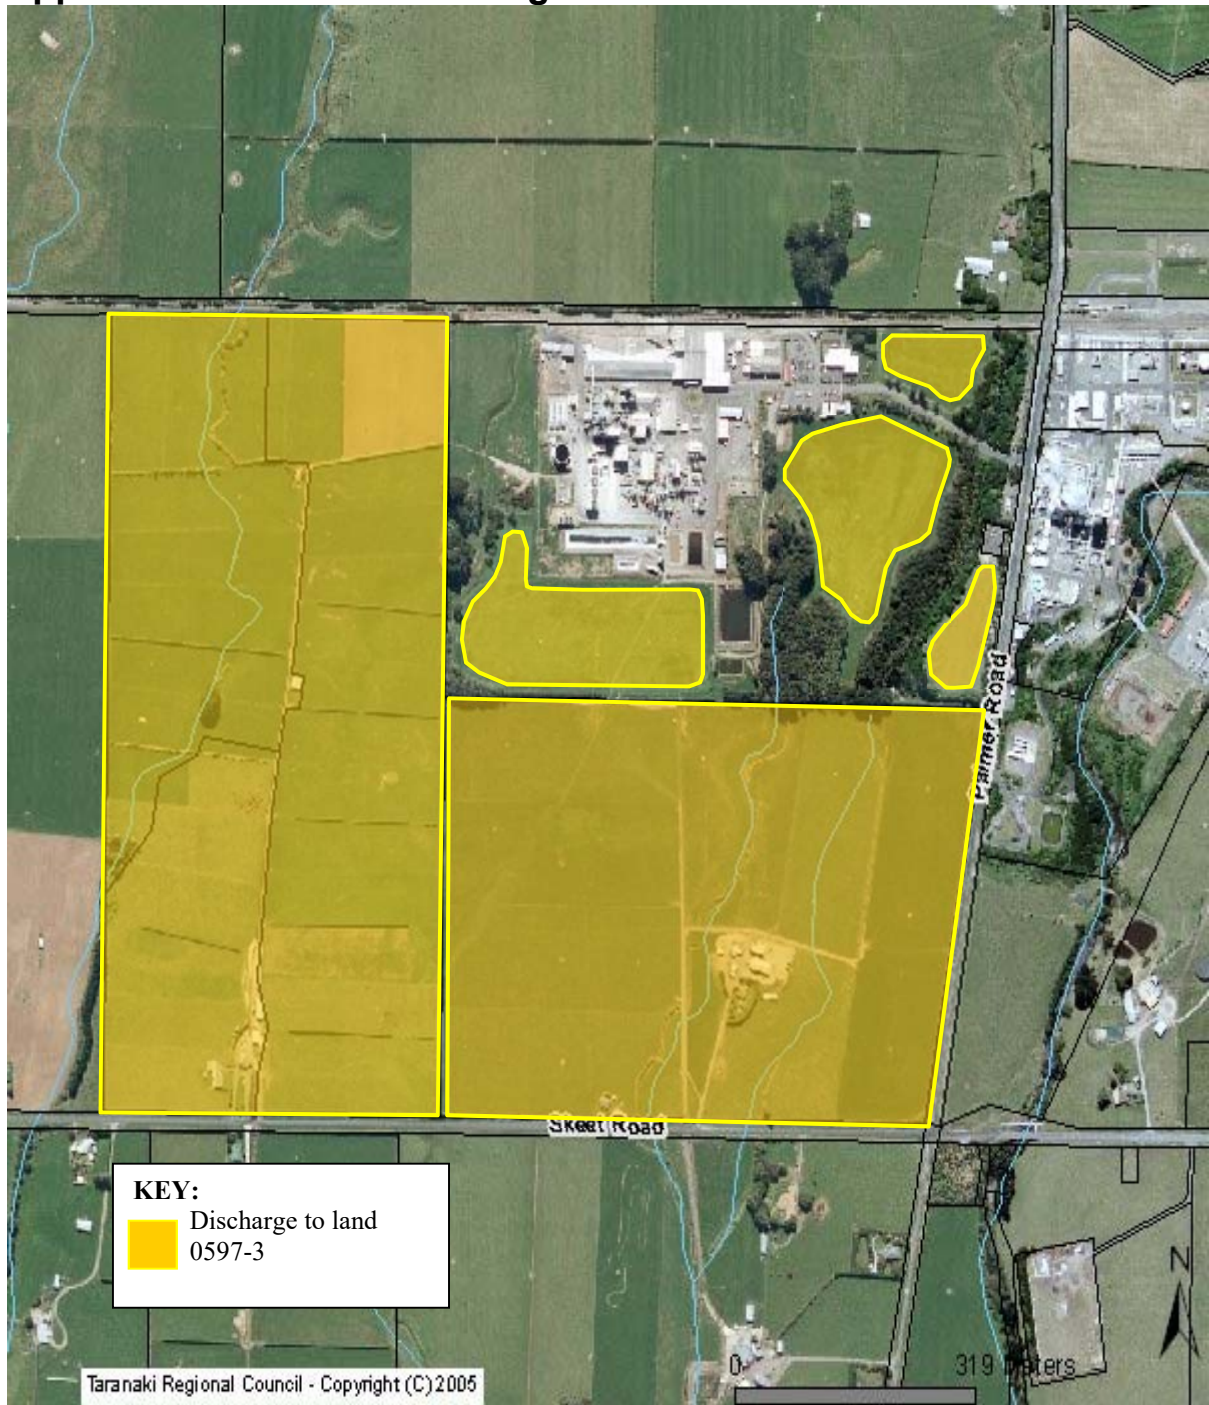 Palmer Road
Skeet Road
KEY:
Discharge to land
0597-3
N
0 319 Meters
Taranaki Regional Council - Copyright (C) 2005